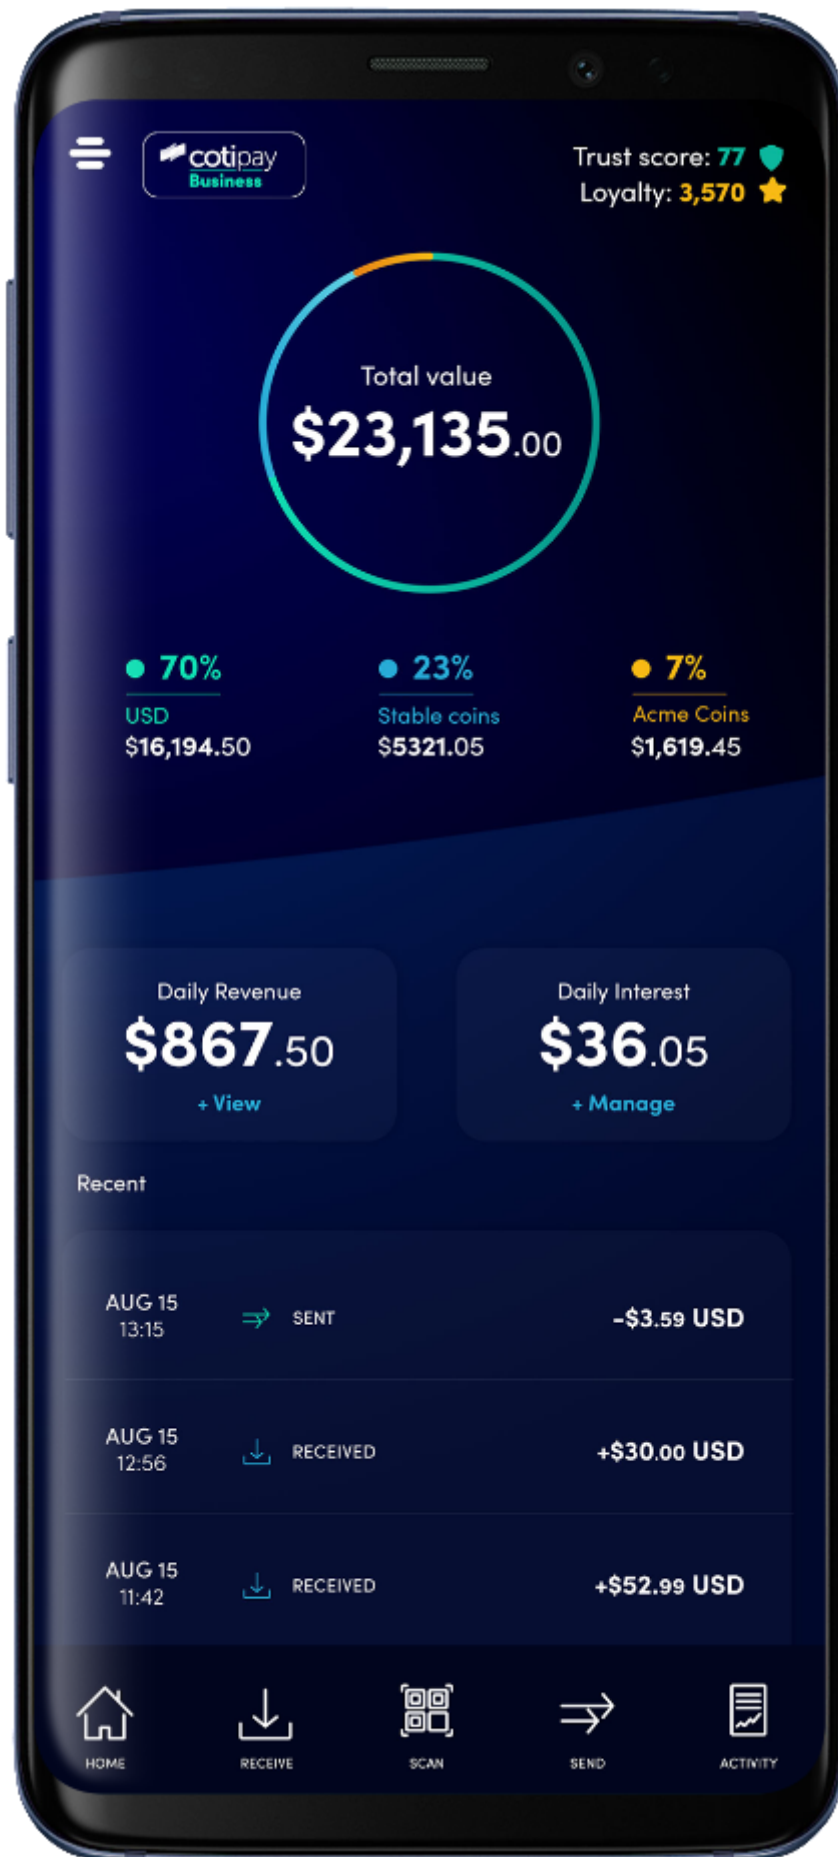 cotipay
Business
Trust score: 77
Loyalty: 3,570
Total value
$23,135.00
70%
USD
$16,194.50
23%
Stable coins
$5321.05
7%
Acme Coins
$1,619.45
Daily Revenue
$867.50
+ View
Daily Interest
$36.05
+ Manage
Recent
AUG 15
13:15
SENT
-$3.59 USD
AUG 15
12:56
RECEIVED
+$30.00 USD
AUG 15
11:42
RECEIVED
+$52.99 USD
HOME
RECEIVE
SCAN
SEND
ACTIVITY